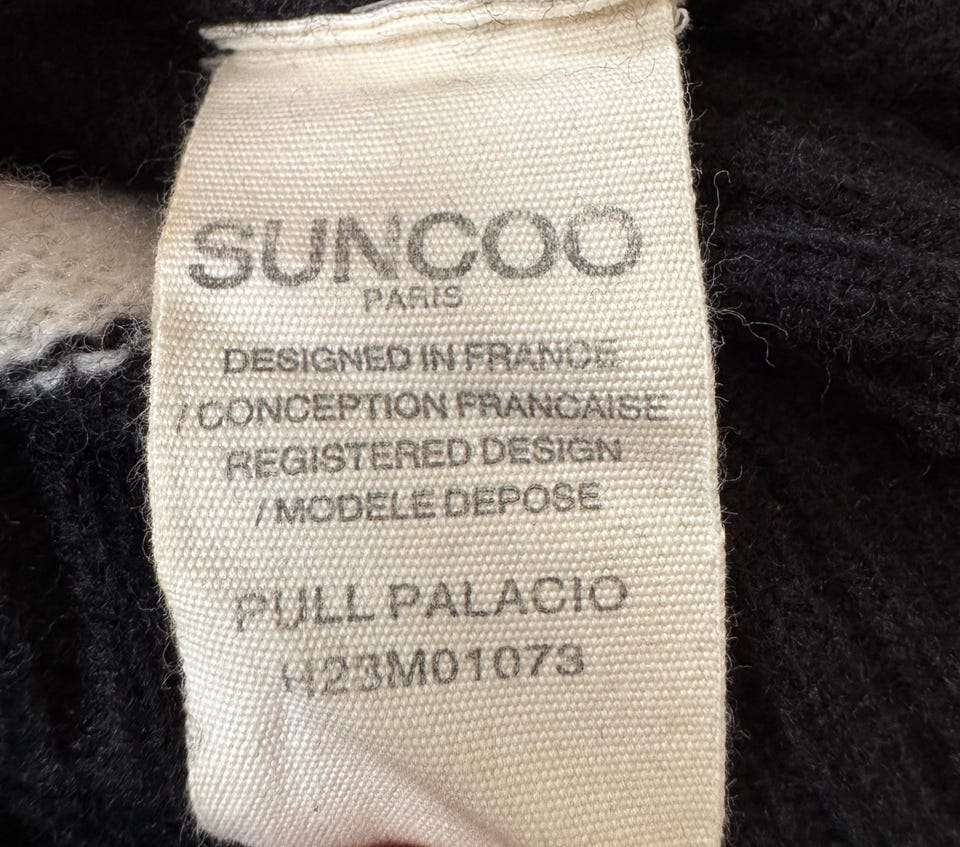 SUNCOO
PARIS
DESIGNED IN FRANCE
/ CONCEPTION FRANCAISE
REGISTERED DESIGN
/ MODELE DEPOSE
PULL PALACIO
H23M01073